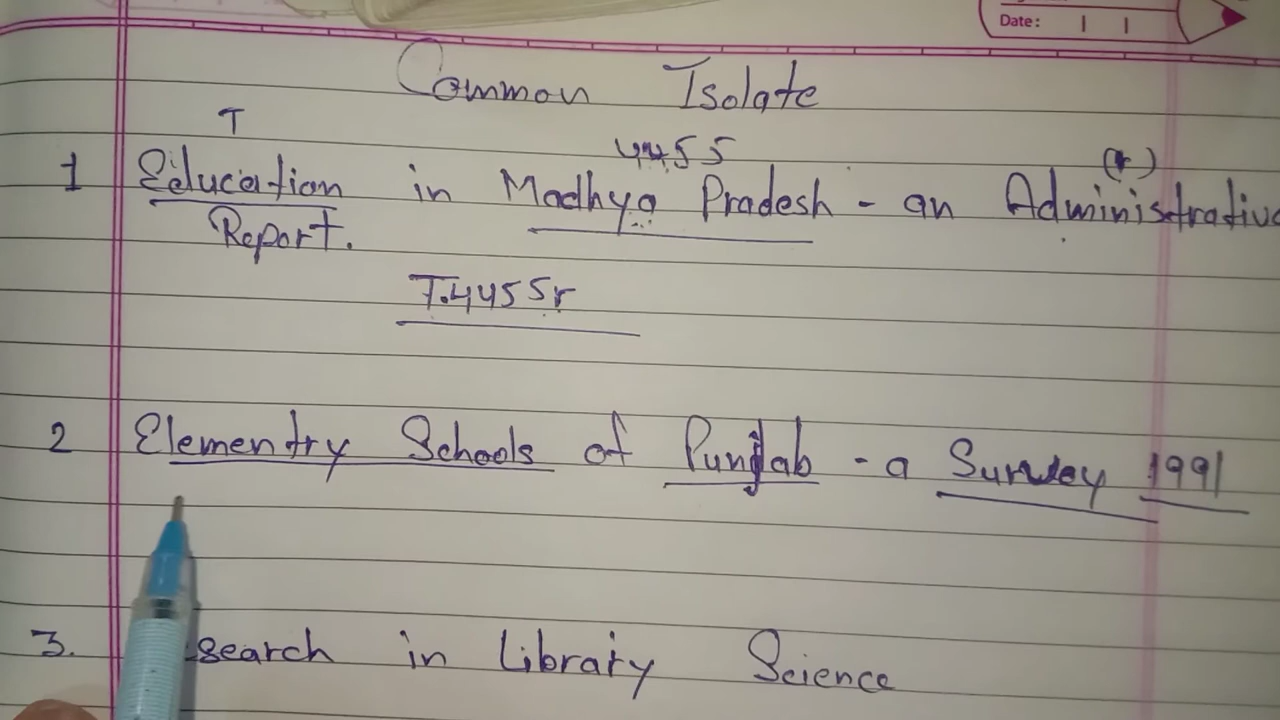 Date:
Common Isolate
T 4455 (r)
1 Education in Madhya Pradesh - an Administrative
Report.
T.4455r
2 Elementry Schools of Punjab - a Survey 1991
3. search in Library Science